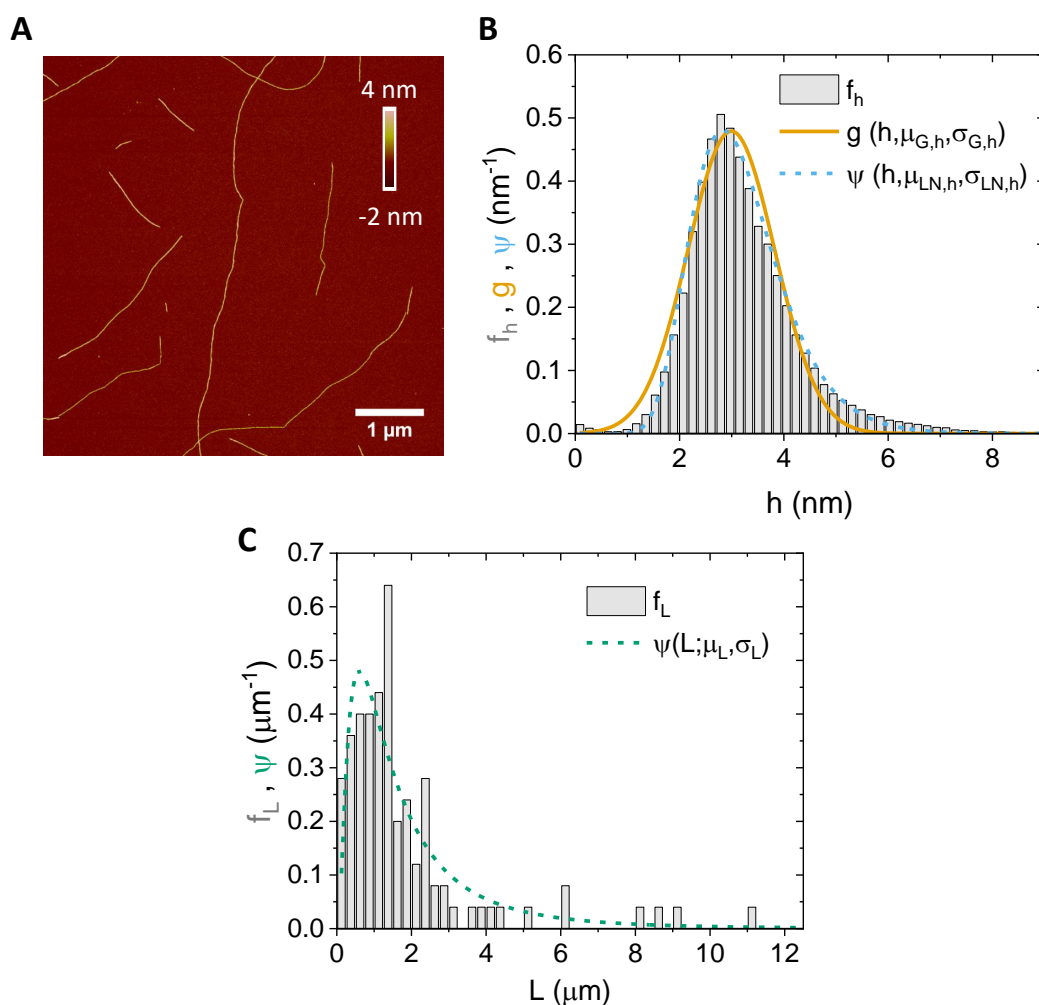 A
4 nm
-2 nm
1 μm
B
f_h , g , ψ (nm⁻¹)
0.6
0.5
0.4
0.3
0.2
0.1
0.0
f_h
g (h,μ_G,h,σ_G,h)
ψ (h,μ_LN,h,σ_LN,h)
0 2 4 6 8
h (nm)
C
f_L , ψ (μm⁻¹)
0.7
0.6
0.5
0.4
0.3
0.2
0.1
0.0
f_L
ψ(L;μ_L,σ_L)
0 2 4 6 8 10 12
L (μm)